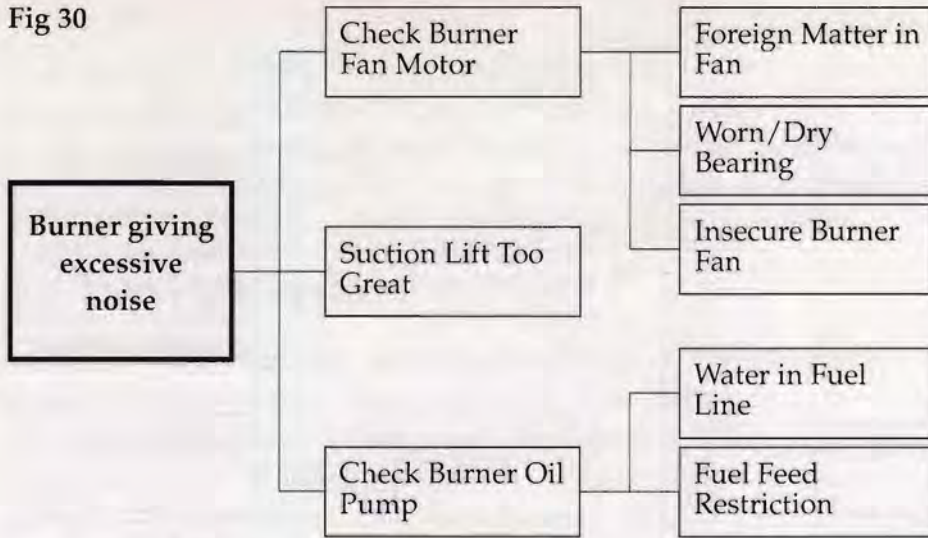 Fig 30
Check Burner
Fan Motor
Foreign Matter in
Fan
Worn/Dry
Bearing
Insecure Burner
Fan
Burner giving
excessive
noise
Suction Lift Too
Great
Check Burner Oil
Pump
Water in Fuel
Line
Fuel Feed
Restriction